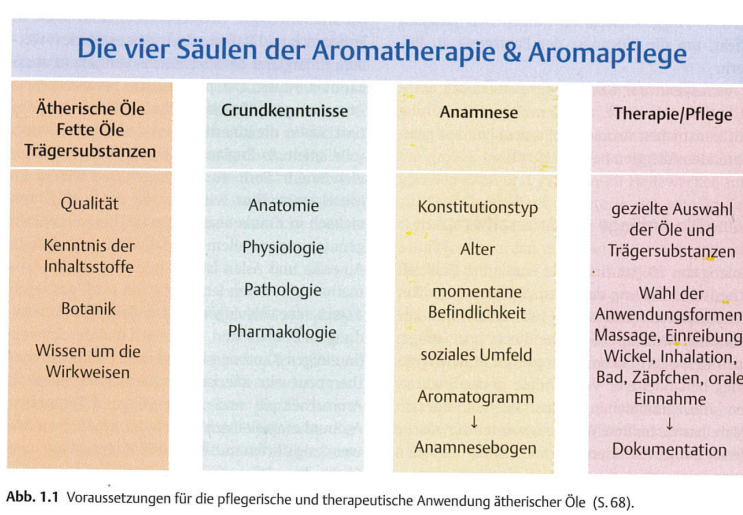 Die vier Säulen der Aromatherapie & Aromapflege
Ätherische Öle
Fette Öle
Trägersubstanzen
Qualität
Kenntnis der
Inhaltsstoffe
Botanik
Wissen um die
Wirkweisen
Grundkenntnisse
Anatomie
Physiologie
Pathologie
Pharmakologie
Anamnese
Konstitutionstyp
Alter
momentane
Befindlichkeit
soziales Umfeld
Aromatogramm
↓
Anamnesebogen
Therapie/Pflege
gezielte Auswahl
der Öle und
Trägersubstanzen
Wahl der
Anwendungsformen
Massage, Einreibung
Wickel, Inhalation,
Bad, Zäpfchen, orale
Einnahme
↓
Dokumentation
Abb. 1.1 Voraussetzungen für die pflegerische und therapeutische Anwendung ätherischer Öle (S. 68).